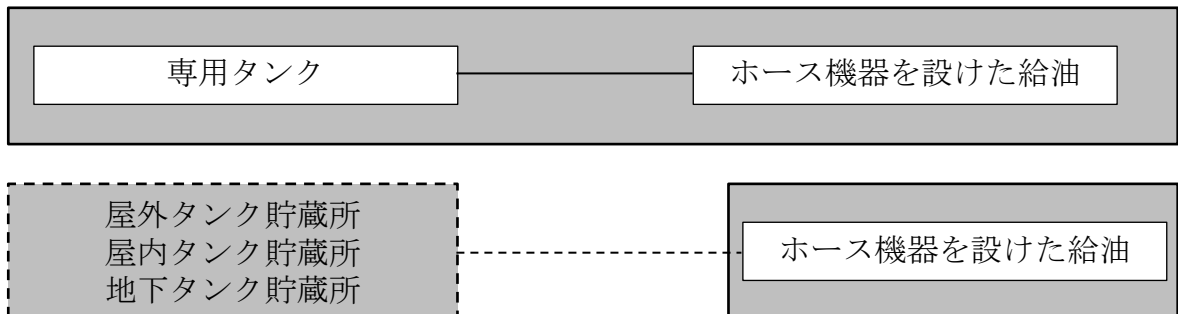 専用タンク
ホース機器を設けた給油
屋外タンク貯蔵所
屋内タンク貯蔵所
地下タンク貯蔵所
ホース機器を設けた給油